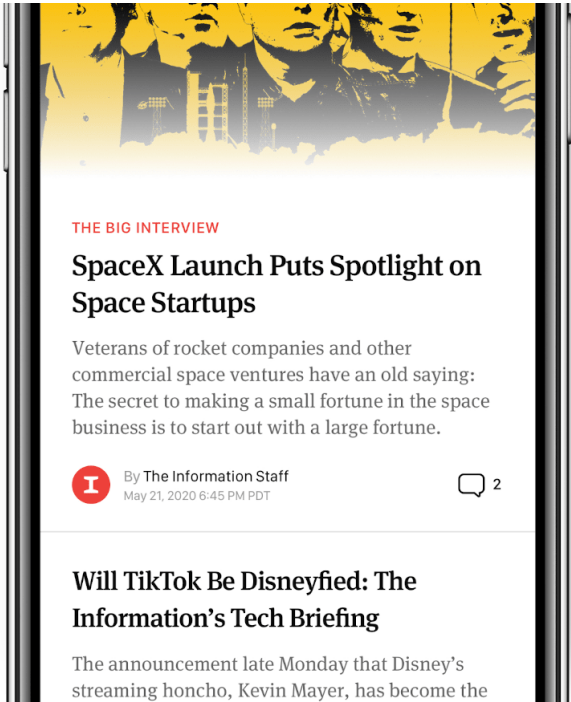 THE BIG INTERVIEW
SpaceX Launch Puts Spotlight on
Space Startups
Veterans of rocket companies and other
commercial space ventures have an old saying:
The secret to making a small fortune in the space
business is to start out with a large fortune.
I
By The Information Staff
May 21, 2020 6:45 PM PDT
2
Will TikTok Be Disneyfied: The
Information’s Tech Briefing
The announcement late Monday that Disney’s
streaming honcho, Kevin Mayer, has become the